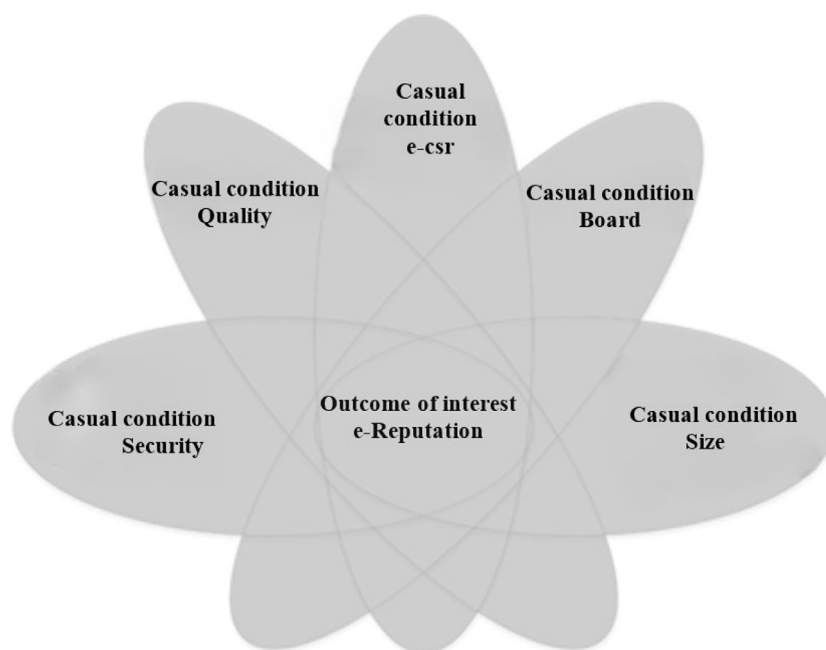 Casual
condition
e-csr
Casual condition
Quality
Casual condition
Board
Casual condition
Security
Outcome of interest
e-Reputation
Casual condition
Size